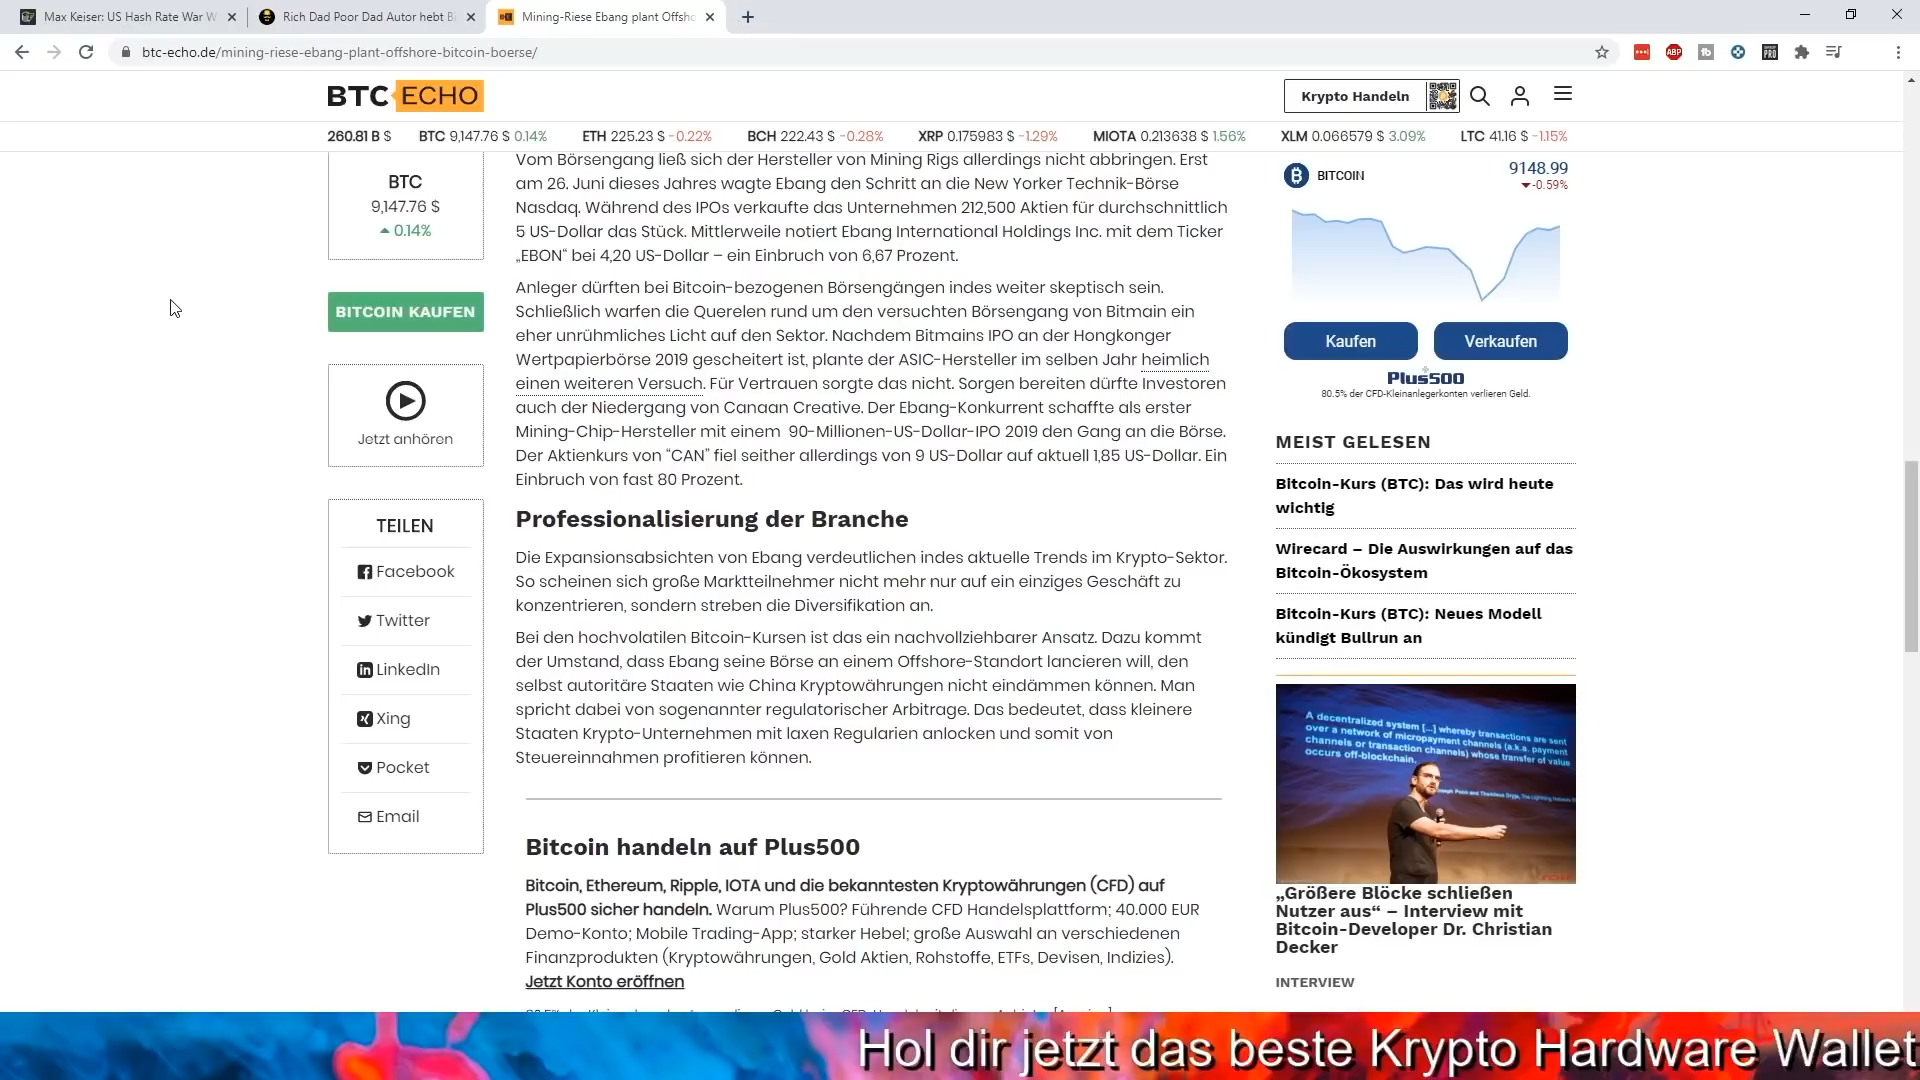 Max Keiser: US Hash Rate War W
Rich Dad Poor Dad Autor hebt Bi
Mining-Riese Ebang plant Offsho
btc-echo.de/mining-riese-ebang-plant-offshore-bitcoin-boerse/
BTC ECHO
Krypto Handeln
260.81 B $ BTC 9,147.76 $ 0.14% ETH 225.23 $ -0.22% BCH 222.43 $ -0.28% XRP 0.175983 $ -1.29% MIOTA 0.213638 $ 1.56% XLM 0.066579 $ 3.09% LTC 41.16 $ -1.15%
BTC
9,147.76 $
0.14%
BITCOIN KAUFEN
Jetzt anhören
TEILEN
Facebook
Twitter
LinkedIn
Xing
Pocket
Email
Vom Börsengang ließ sich der Hersteller von Mining Rigs allerdings nicht abbringen. Erst
am 26. Juni dieses Jahres wagte Ebang den Schritt an die New Yorker Technik-Börse
Nasdaq. Während des IPOs verkaufte das Unternehmen 212,500 Aktien für durchschnittlich
5 US-Dollar das Stück. Mittlerweile notiert Ebang International Holdings Inc. mit dem Ticker
„EBON“ bei 4,20 US-Dollar – ein Einbruch von 6,67 Prozent.
Anleger dürften bei Bitcoin-bezogenen Börsengängen indes weiter skeptisch sein.
Schließlich warfen die Querelen rund um den versuchten Börsengang von Bitmain ein
eher unrühmliches Licht auf den Sektor. Nachdem Bitmains IPO an der Hongkonger
Wertpapierbörse 2019 gescheitert ist, plante der ASIC-Hersteller im selben Jahr heimlich
einen weiteren Versuch. Für Vertrauen sorgte das nicht. Sorgen bereiten dürfte Investoren
auch der Niedergang von Canaan Creative. Der Ebang-Konkurrent schaffte als erster
Mining-Chip-Hersteller mit einem 90-Millionen-US-Dollar-IPO 2019 den Gang an die Börse.
Der Aktienkurs von “CAN” fiel seither allerdings von 9 US-Dollar auf aktuell 1,85 US-Dollar. Ein
Einbruch von fast 80 Prozent.
Professionalisierung der Branche
Die Expansionsabsichten von Ebang verdeutlichen indes aktuelle Trends im Krypto-Sektor.
So scheinen sich große Marktteilnehmer nicht mehr nur auf ein einziges Geschäft zu
konzentrieren, sondern streben die Diversifikation an.
Bei den hochvolatilen Bitcoin-Kursen ist das ein nachvollziehbarer Ansatz. Dazu kommt
der Umstand, dass Ebang seine Börse an einem Offshore-Standort lancieren will, den
selbst autoritäre Staaten wie China Kryptowährungen nicht eindämmen können. Man
spricht dabei von sogenannter regulatorischer Arbitrage. Das bedeutet, dass kleinere
Staaten Krypto-Unternehmen mit laxen Regularien anlocken und somit von
Steuereinnahmen profitieren können.
Bitcoin handeln auf Plus500
Bitcoin, Ethereum, Ripple, IOTA und die bekanntesten Kryptowährungen (CFD) auf
Plus500 sicher handeln. Warum Plus500? Führende CFD Handelsplattform; 40.000 EUR
Demo-Konto; Mobile Trading-App; starker Hebel; große Auswahl an verschiedenen
Finanzprodukten (Kryptowährungen, Gold Aktien, Rohstoffe, ETFs, Devisen, Indizies).
Jetzt Konto eröffnen
BITCOIN
9148.99
-0.59%
Kaufen
Verkaufen
Plus500
80.5% der CFD-Kleinanlegerkonten verlieren Geld.
MEIST GELESEN
Bitcoin-Kurs (BTC): Das wird heute
wichtig
Wirecard – Die Auswirkungen auf das
Bitcoin-Ökosystem
Bitcoin-Kurs (BTC): Neues Modell
kündigt Bullrun an
A decentralized system [...] whereby transactions are sent
over a network of micropayment channels (a.k.a. payment
channels or transaction channels) whose transfer of value
occurs off-blockchain.
„Größere Blöcke schließen
Nutzer aus“ – Interview mit
Bitcoin-Developer Dr. Christian
Decker
INTERVIEW
Hol dir jetzt das beste Krypto Hardware Wallet